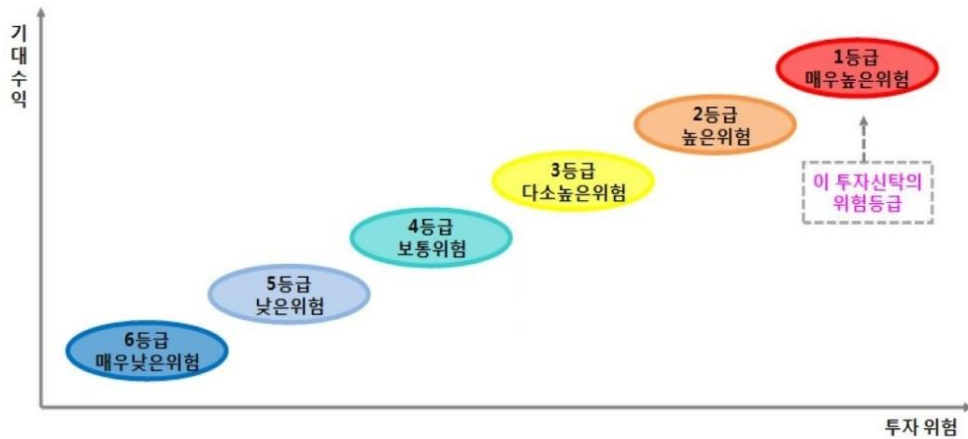 기대수익
1등급
매우높은위험
2등급
높은위험
이 투자신탁의
위험등급
3등급
다소높은위험
4등급
보통위험
5등급
낮은위험
6등급
매우낮은위험
투자 위험